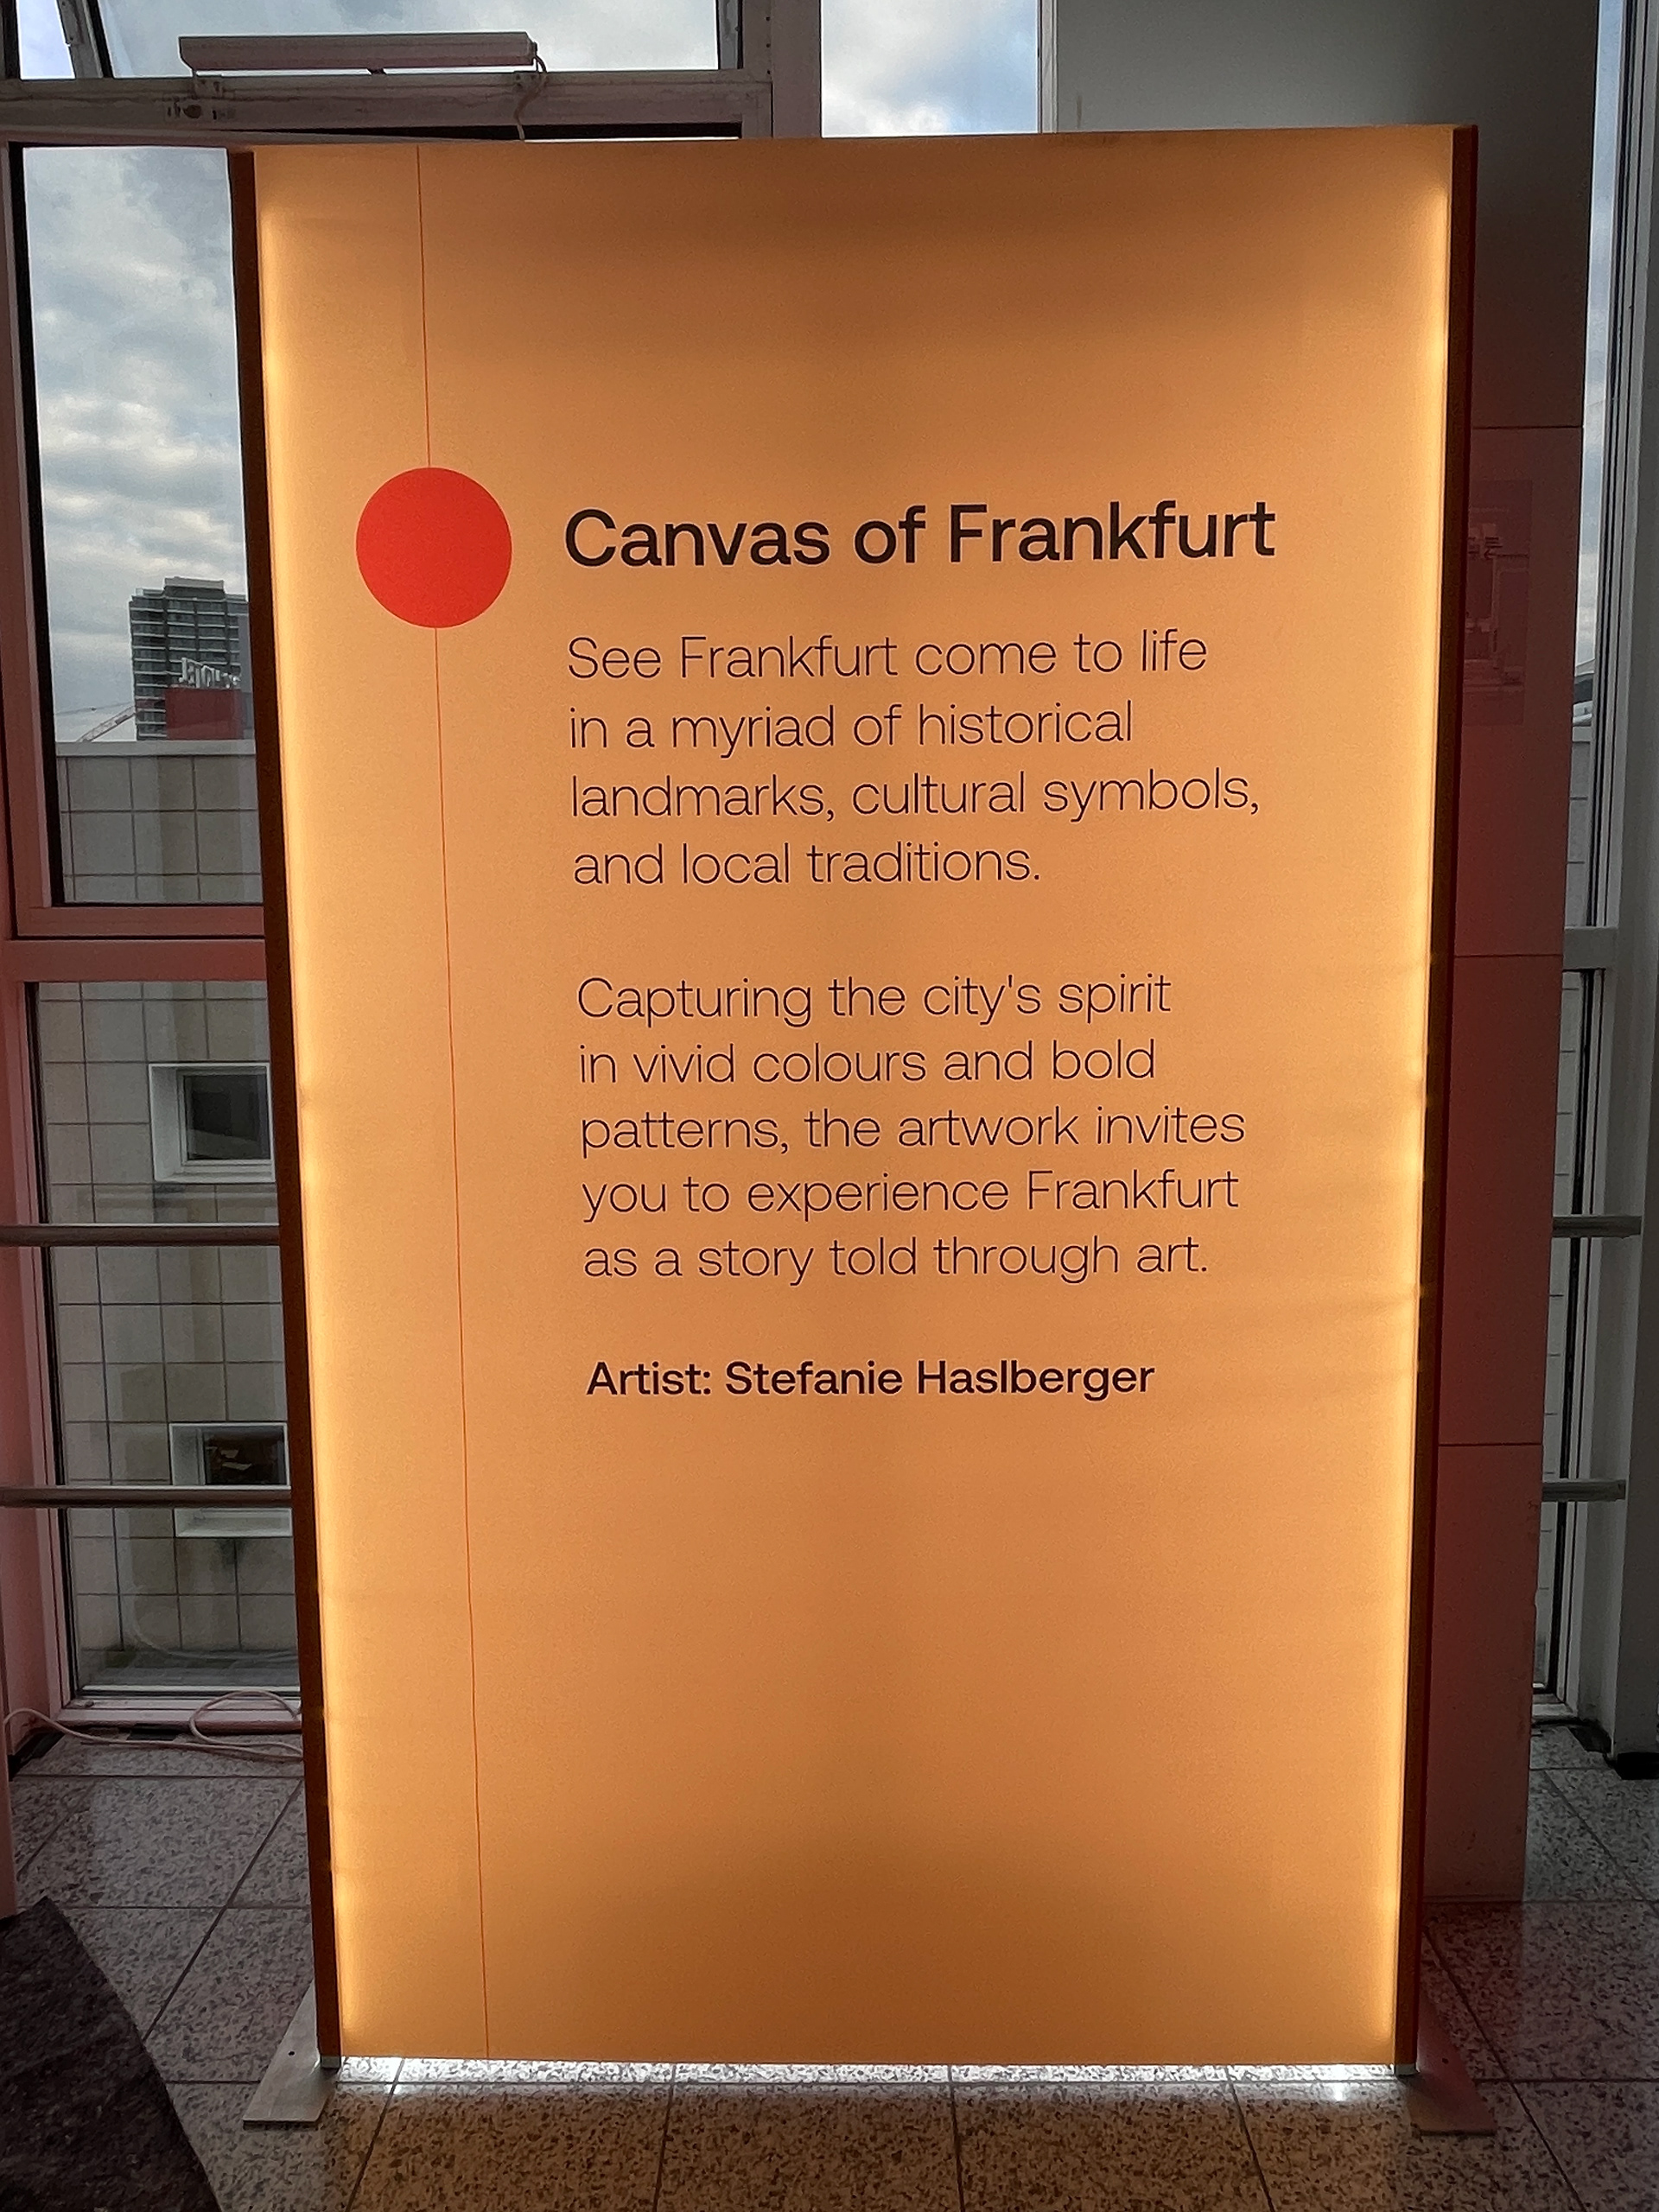 Canvas of Frankfurt
See Frankfurt come to life
in a myriad of historical
landmarks, cultural symbols,
and local traditions.
Capturing the city's spirit
in vivid colours and bold
patterns, the artwork invites
you to experience Frankfurt
as a story told through art.
Artist: Stefanie Haslberger